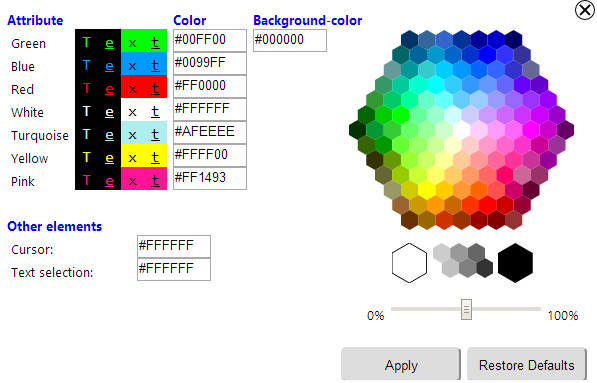 Attribute Color Background-color
Green T e x t #00FF00 #000000
Blue T e x t #0099FF
Red T e x t #FF0000
White T e x t #FFFFFF
Turquoise T e x t #AFEEEE
Yellow T e x t #FFFF00
Pink T e x t #FF1493
Other elements
Cursor: #FFFFFF
Text selection: #FFFFFF
0% 100%
Apply Restore Defaults